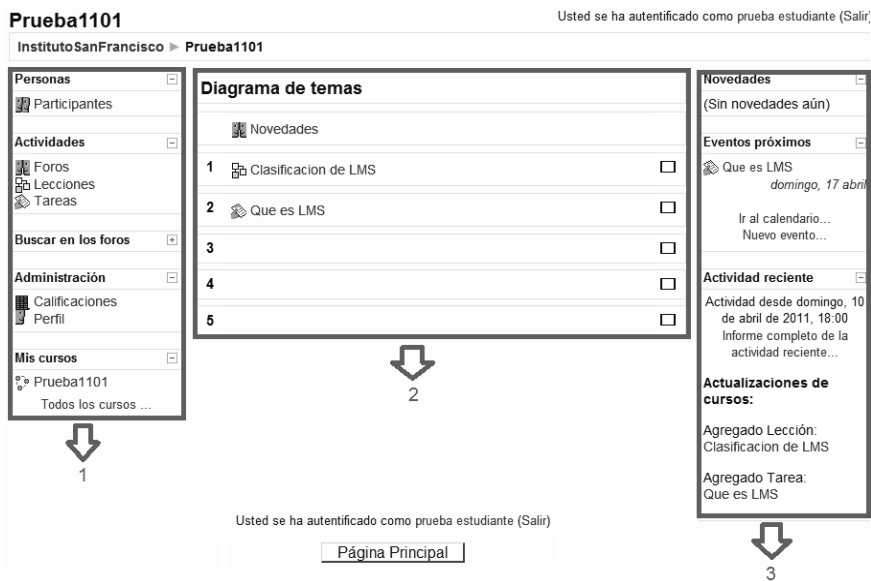 Prueba1101
Usted se ha autentificado como prueba estudiante (Salir)
InstitutoSanFrancisco ► Prueba1101
Personas
Participantes
Actividades
Foros
Lecciones
Tareas
Buscar en los foros
Administración
Calificaciones
Perfil
Mis cursos
Prueba1101
Todos los cursos ...
1
Diagrama de temas
Novedades
1 Clasificacion de LMS
2 Que es LMS
3
4
5
2
Novedades
(Sin novedades aún)
Eventos próximos
Que es LMS
domingo, 17 abril
Ir al calendario...
Nuevo evento...
Actividad reciente
Actividad desde domingo, 10
de abril de 2011, 18:00
Informe completo de la
actividad reciente...
Actualizaciones de
cursos:
Agregado Lección:
Clasificacion de LMS
Agregado Tarea:
Que es LMS
3
Usted se ha autentificado como prueba estudiante (Salir)
Página Principal